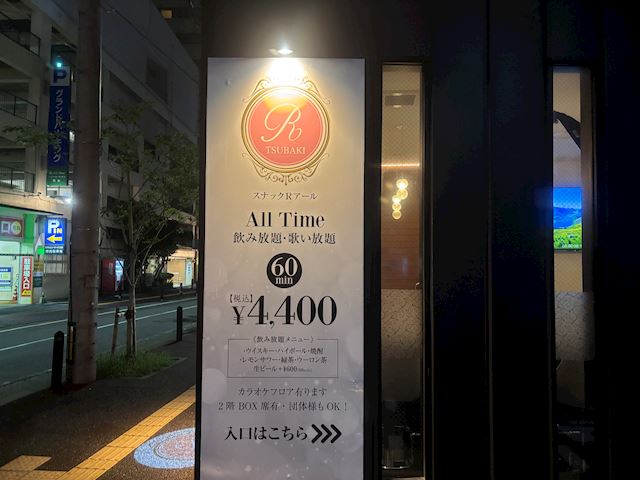 R
TSUBAKI
スナックRアール
All Time
飲み放題・歌い放題
60
min
【税込】
¥4,400
《飲み放題メニュー》
・ウイスキー・ハイボール・焼酎
・レモンサワー・緑茶・ウーロン茶
生ビール+¥600
カラオケフロア有ります
2階 BOX 席有・団体様もOK！
入口はこちら
P
グランドパーキング
P
IN